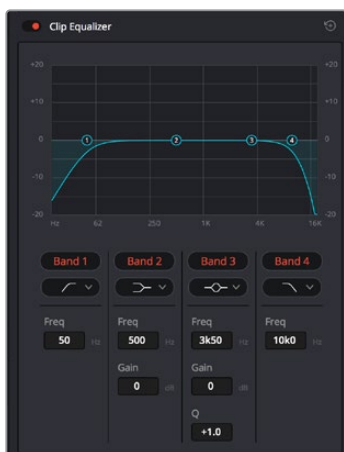 Clip Equalizer
+20 +20
+10 +10
0 1 2 3 4 0
-10 -10
-20 -20
Hz 62 250 1K 4K 16K
Band 1 Band 2 Band 3 Band 4
Freq Freq Freq Freq
50 Hz 500 Hz 3k50 Hz 10k0 Hz
Gain Gain
0 dB 0 dB
Q
+1.0